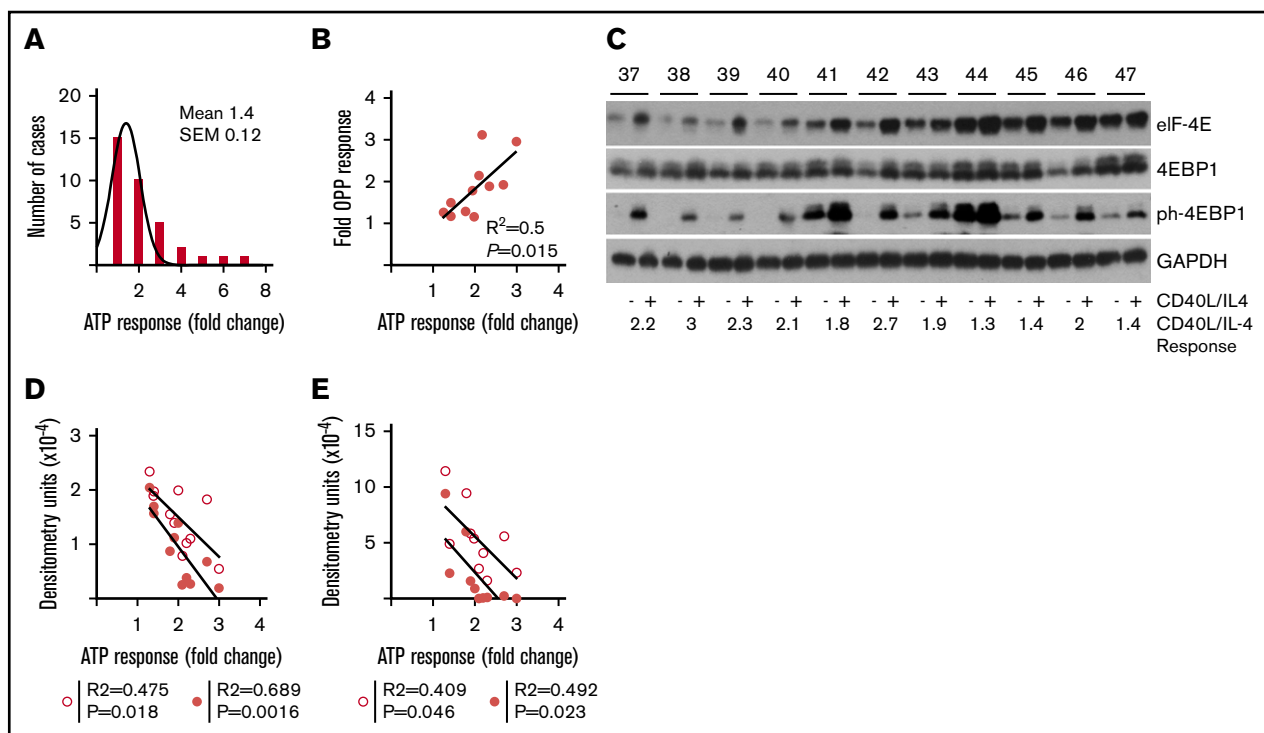 A
Number of cases
20
15
10
5
Mean 1.4
SEM 0.12
2 4 6 8
ATP response (fold change)
B
Fold OPP response
4
3
2
1
R²=0.5
P=0.015
1 2 3 4
ATP response (fold change)
C
37 38 39 40 41 42 43 44 45 46 47
eIF-4E
4EBP1
ph-4EBP1
GAPDH
- + - + - + - + - + - + - + - + - + - + - + CD40L/IL4
2.2 3 2.3 2.1 1.8 2.7 1.9 1.3 1.4 2 1.4 CD40L/IL-4
Response
D
Densitometry units (x10⁻⁴)
3
2
1
1 2 3 4
ATP response (fold change)
R2=0.475 R2=0.689
P=0.018 P=0.0016
E
Densitometry units (x10⁻⁴)
15
10
5
1 2 3 4
ATP response (fold change)
R2=0.409 R2=0.492
P=0.046 P=0.023